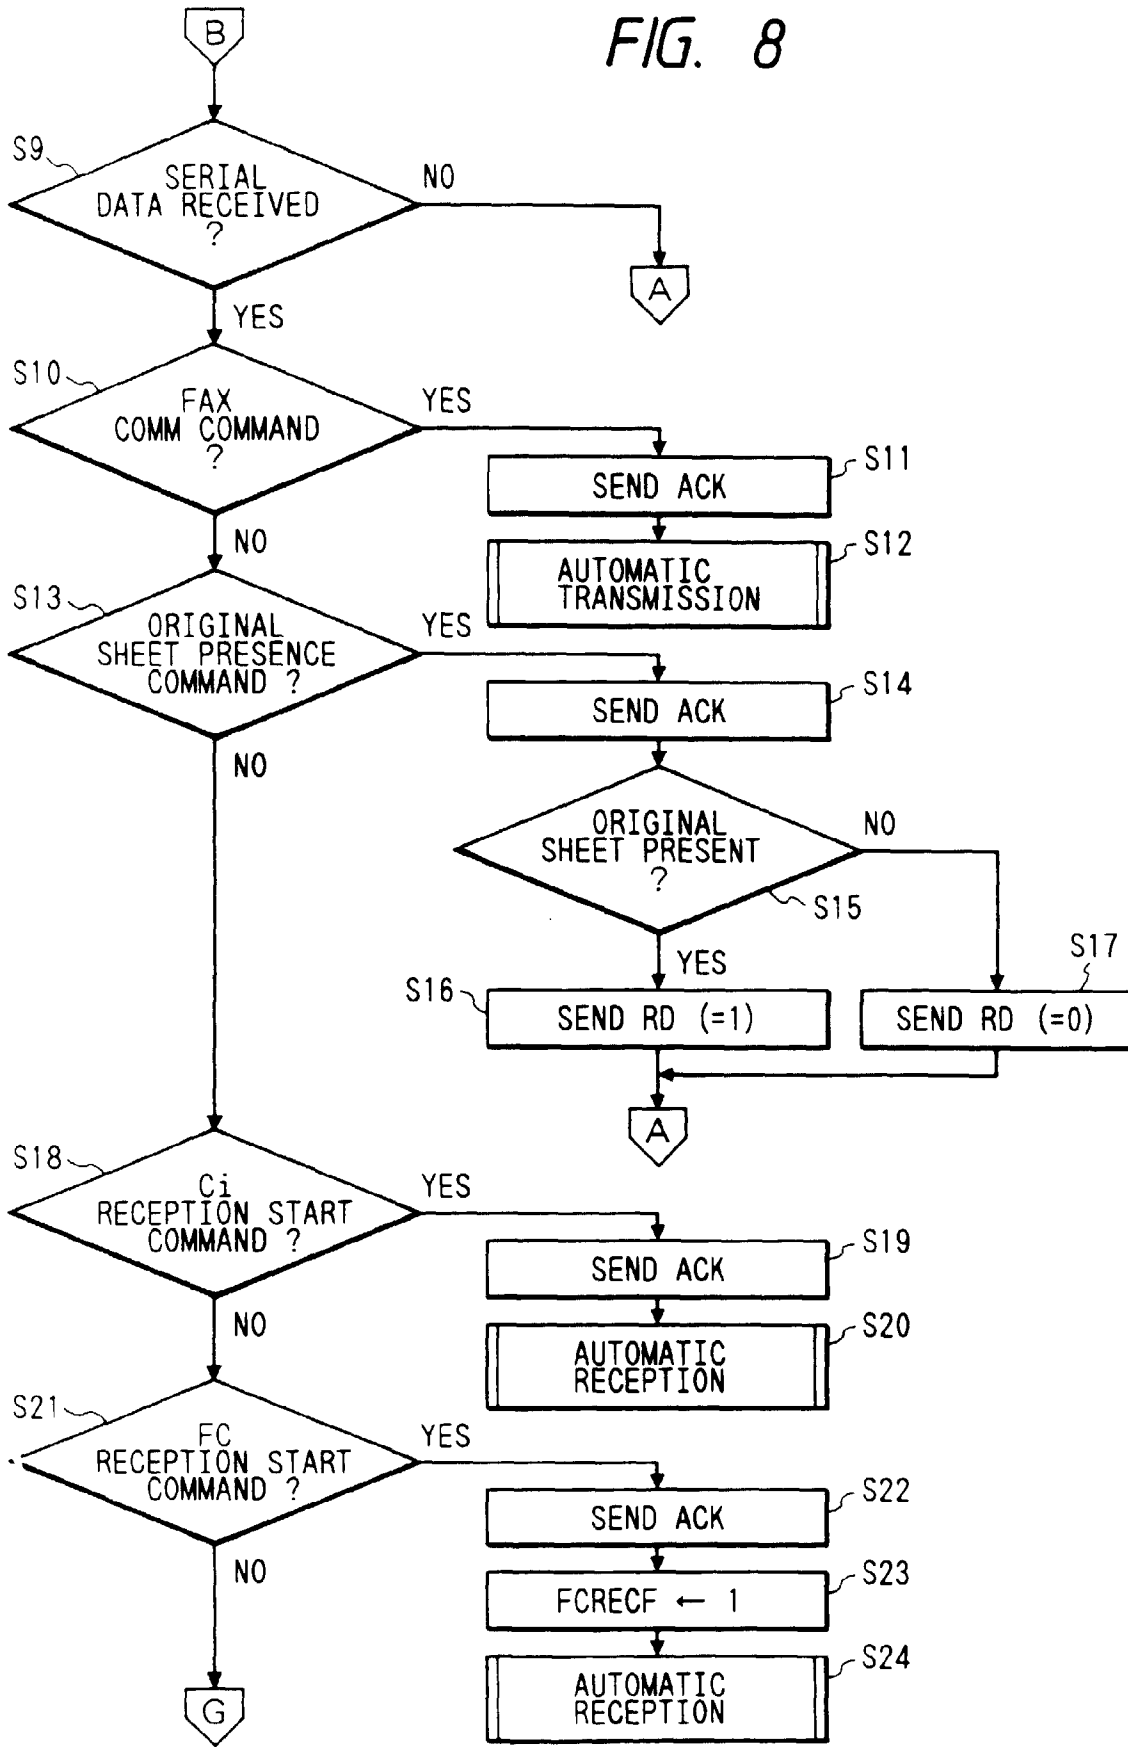 FIG. 8
B
S9
SERIAL
DATA RECEIVED
?
NO
A
YES
S10
FAX
COMM COMMAND
?
YES
S11
SEND ACK
S12
AUTOMATIC
TRANSMISSION
NO
S13
ORIGINAL
SHEET PRESENCE
COMMAND ?
YES
S14
SEND ACK
NO
ORIGINAL
SHEET PRESENT
?
NO
S15
YES
S16
SEND RD (=1)
S17
SEND RD (=0)
A
S18
Ci
RECEPTION START
COMMAND ?
YES
S19
SEND ACK
S20
AUTOMATIC
RECEPTION
NO
S21
FC
RECEPTION START
COMMAND ?
YES
S22
SEND ACK
S23
FCRECF ← 1
S24
AUTOMATIC
RECEPTION
NO
G